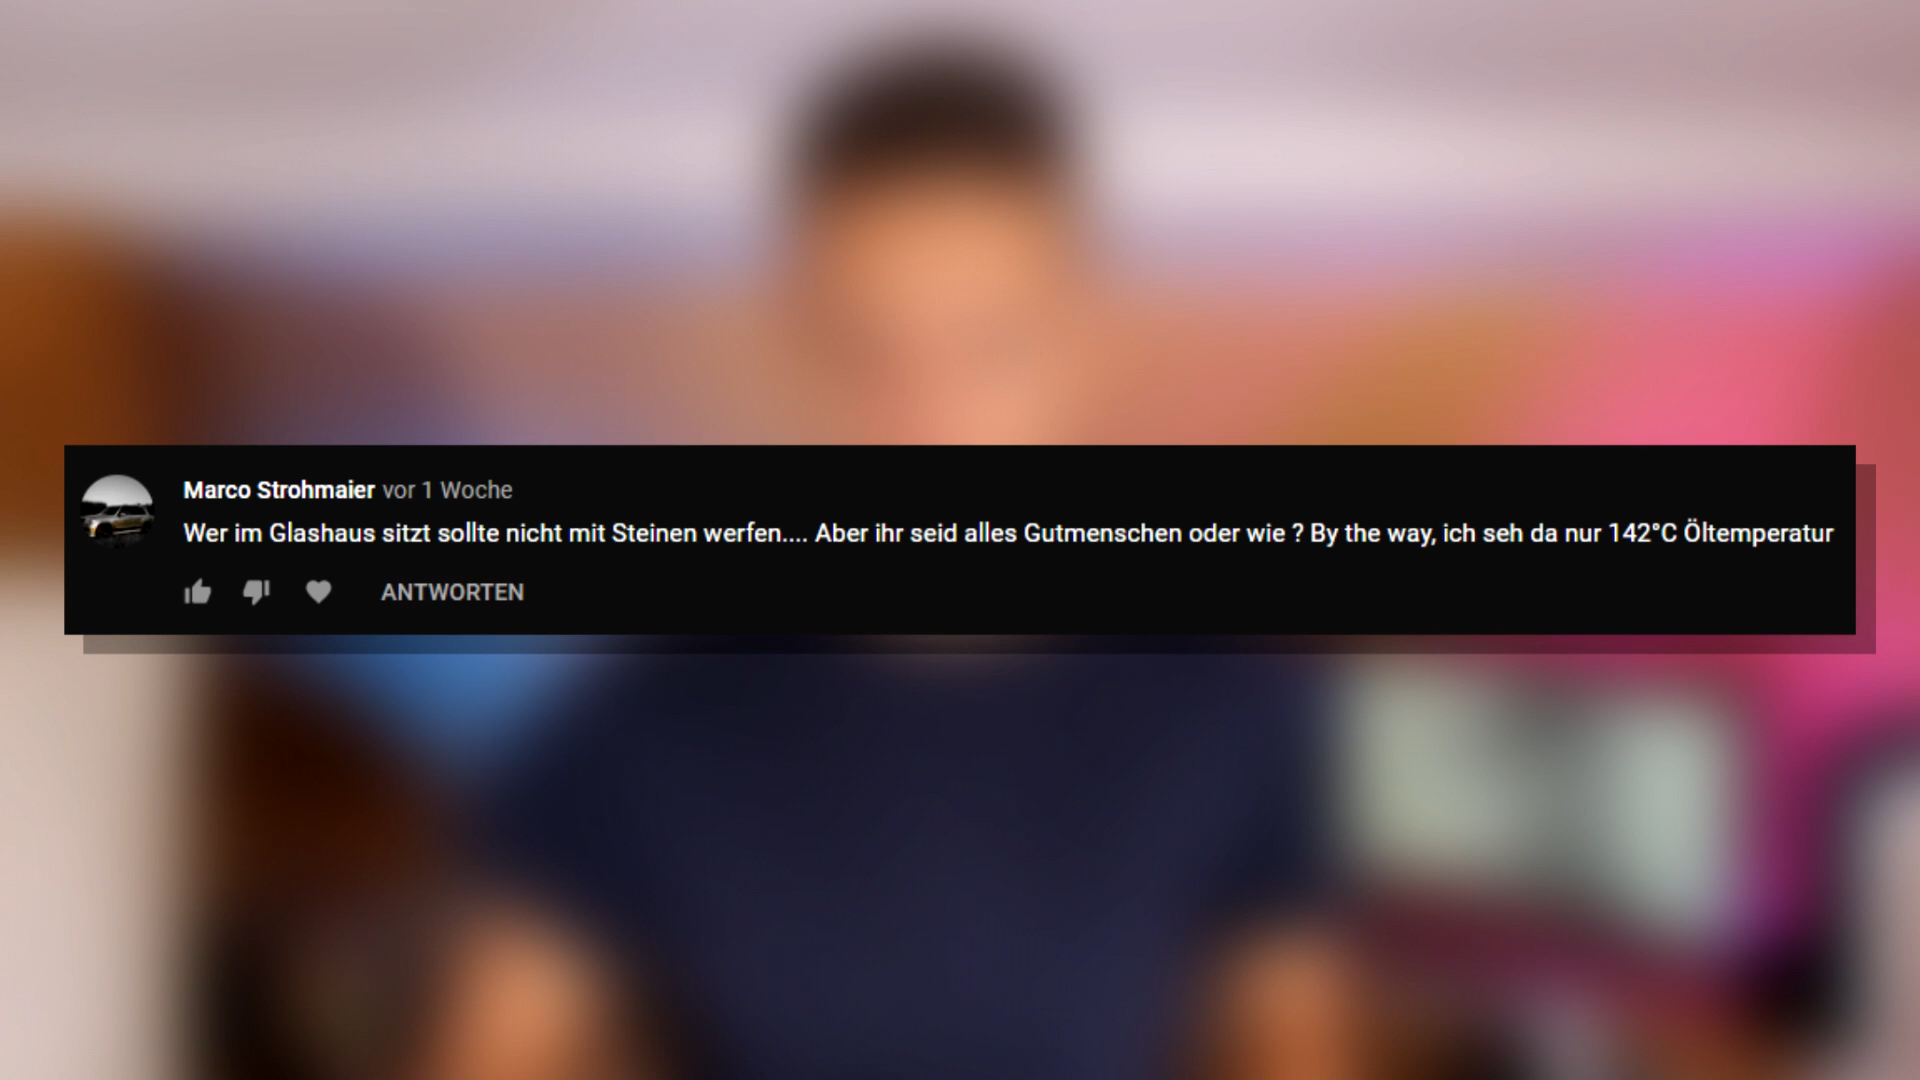 Marco Strohmaier vor 1 Woche
Wer im Glashaus sitzt sollte nicht mit Steinen werfen.... Aber ihr seid alles Gutmenschen oder wie ? By the way, ich seh da nur 142°C Öltemperatur
ANTWORTEN